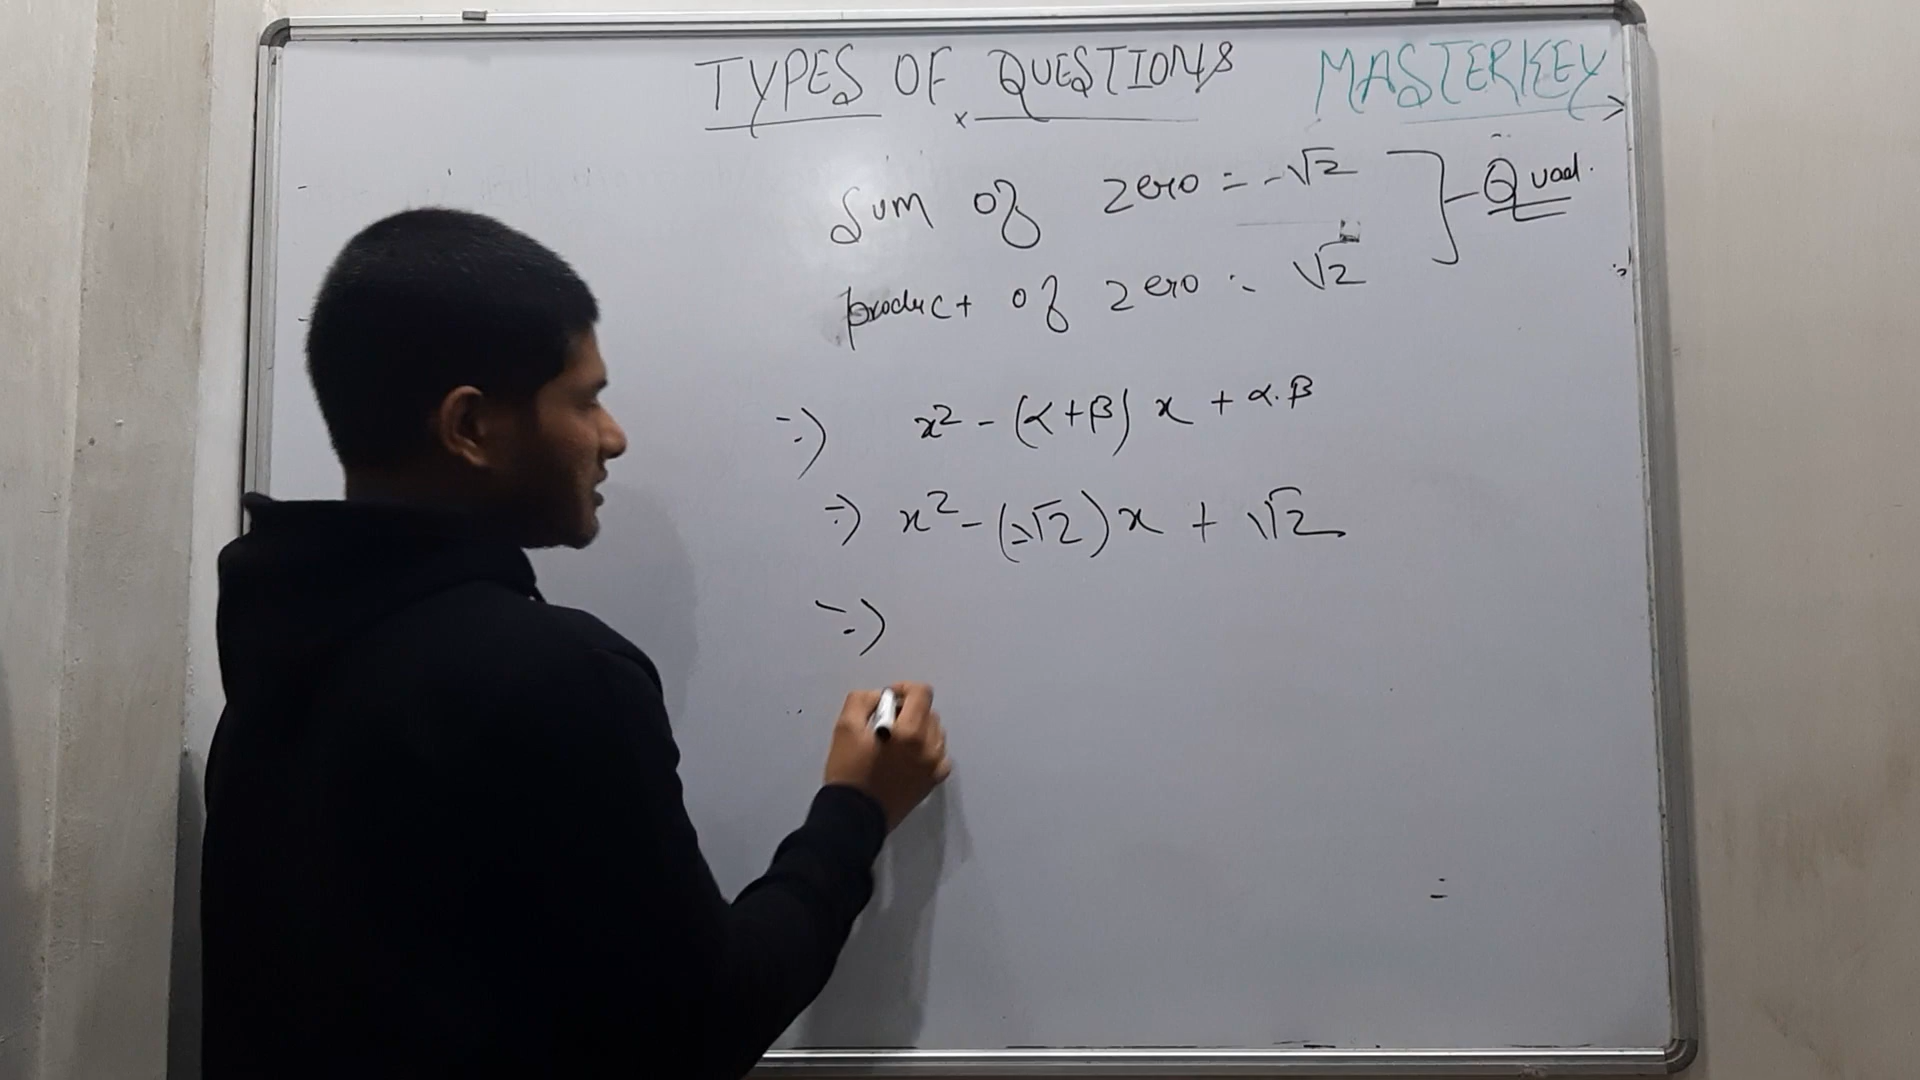 TYPES OF QUESTIONS MASTERKEY
Sum of zero = -√2
Quad.
product of zero = √2
⇒ x² - (α+β) x + α.β
⇒ x² - (-√2) x + √2
⇒
=